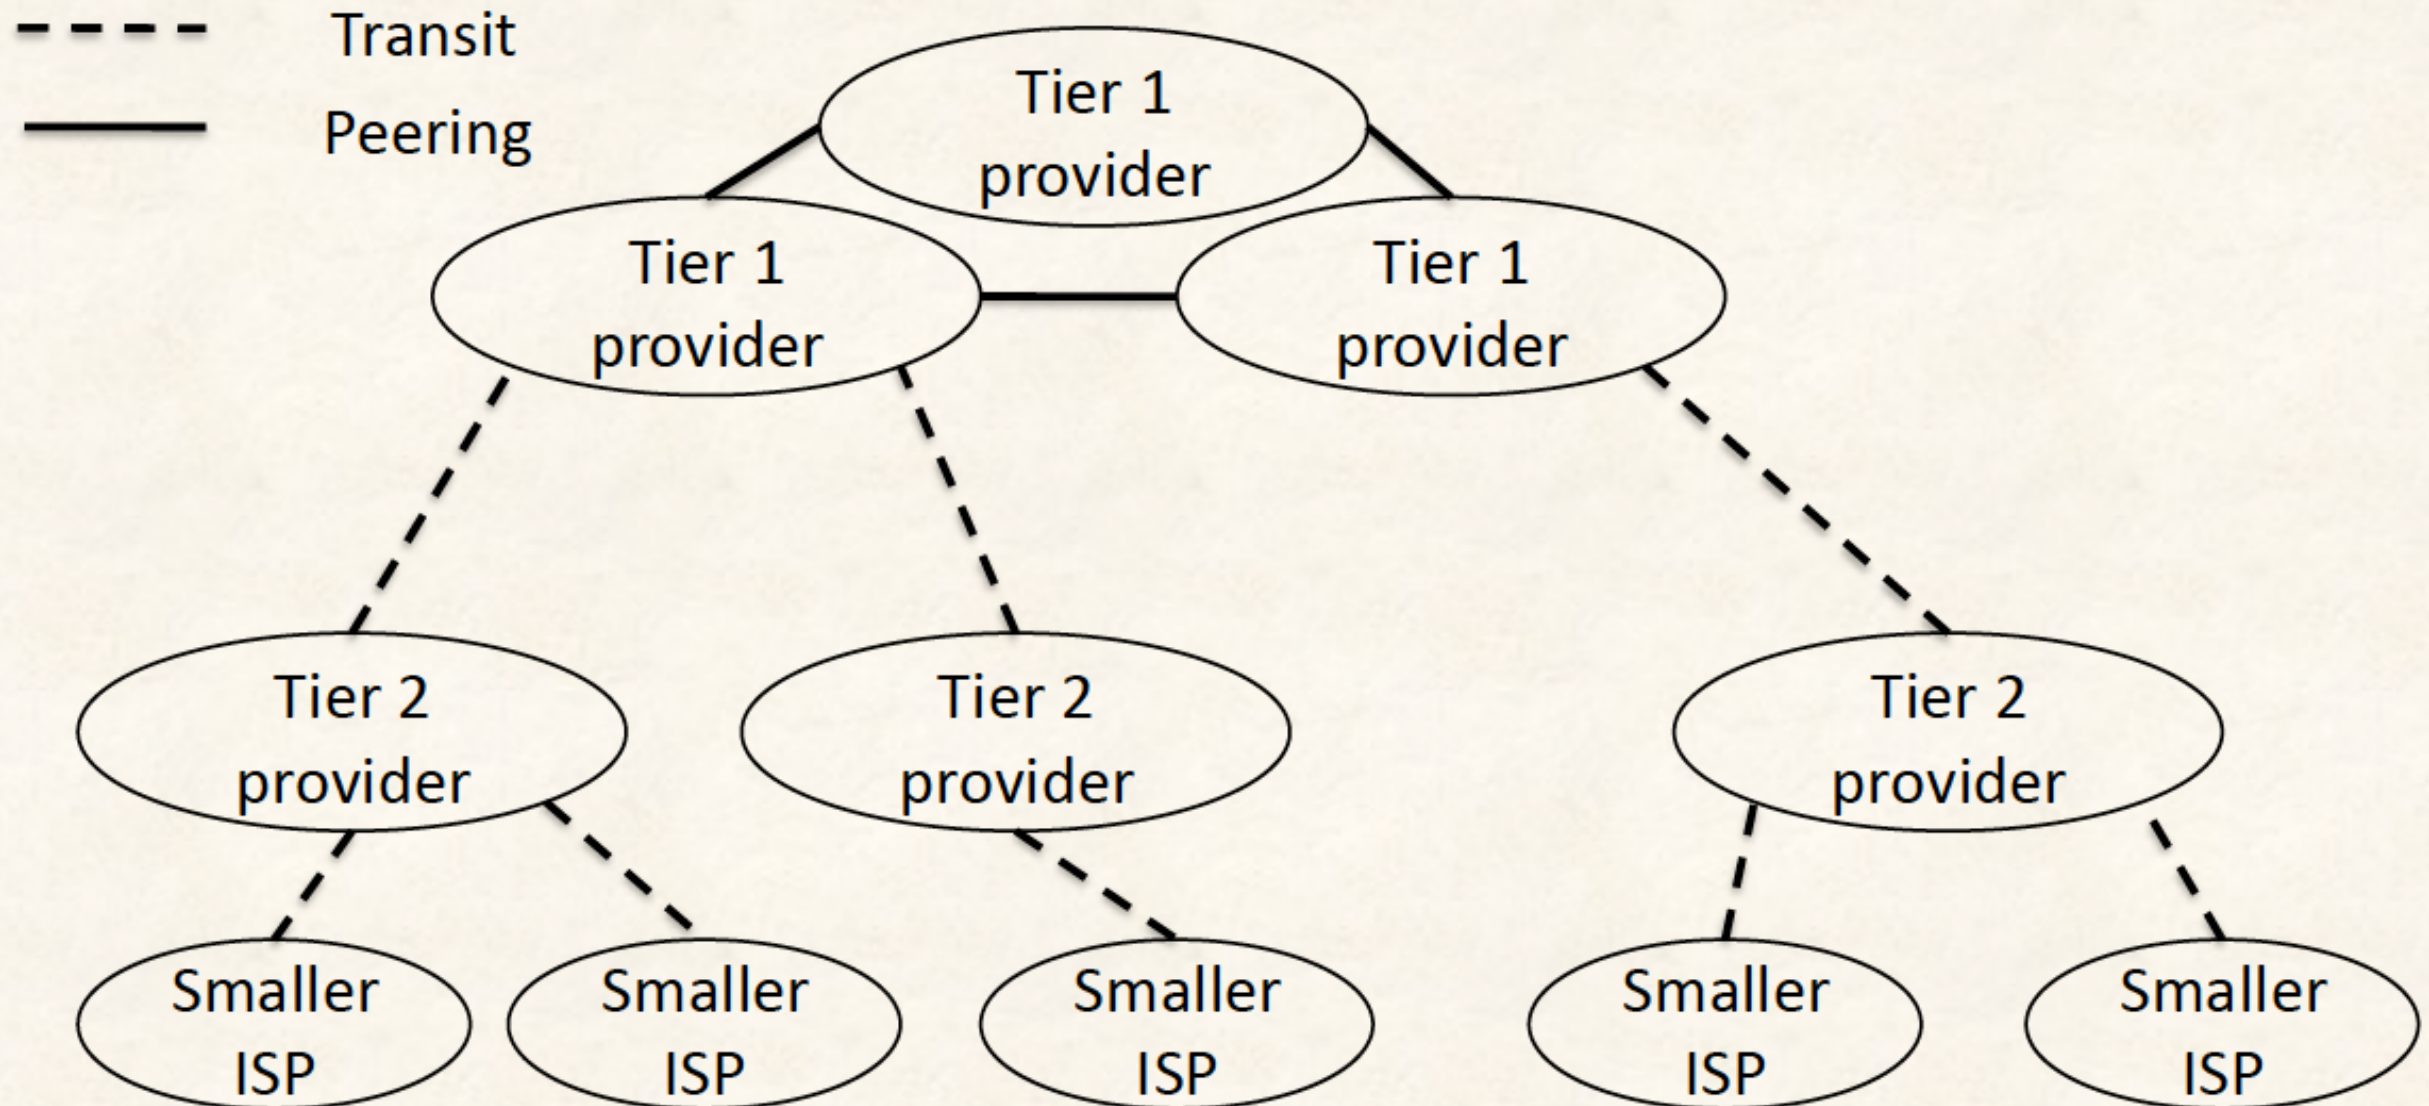 Transit
Peering
Tier 1
provider
Tier 1
provider
Tier 1
provider
Tier 2
provider
Tier 2
provider
Tier 2
provider
Smaller
ISP
Smaller
ISP
Smaller
ISP
Smaller
ISP
Smaller
ISP